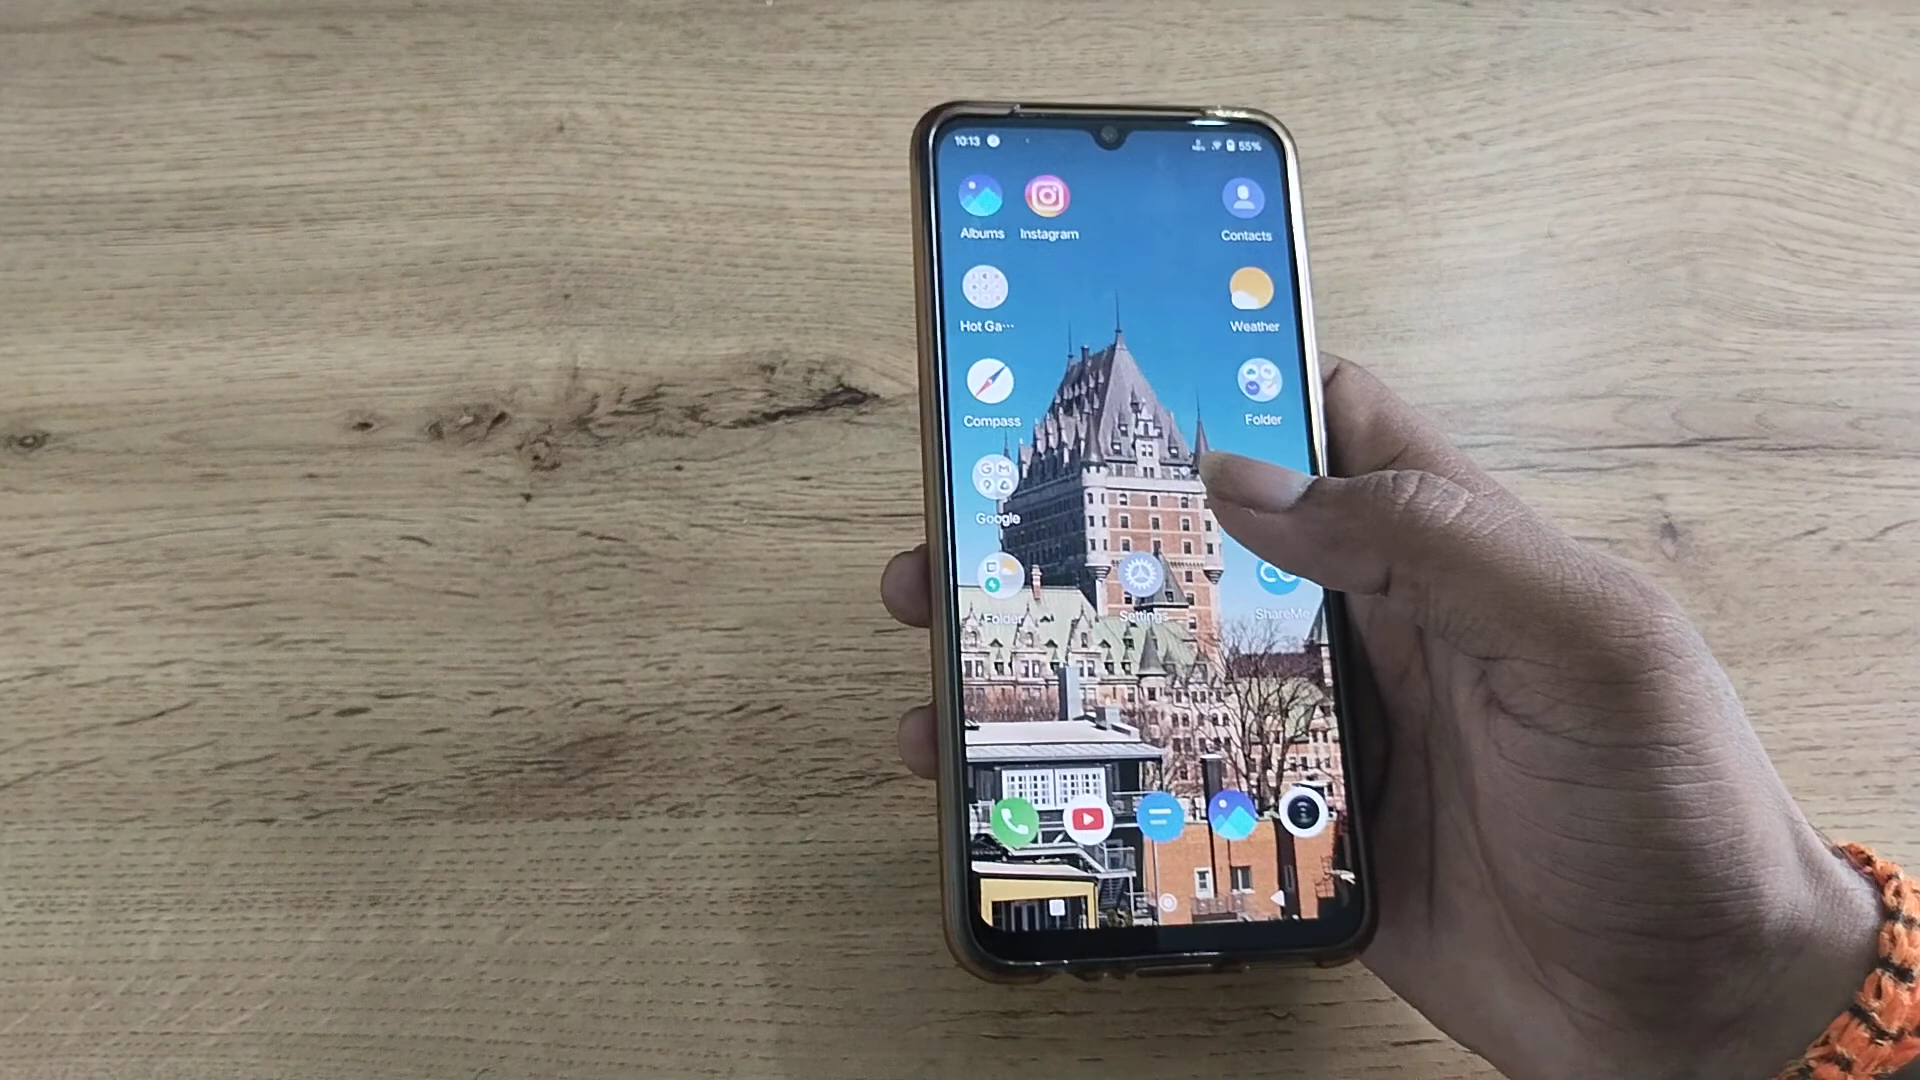 10:13 55%
Albums Instagram Contacts
Hot Ga··· Weather
Compass Folder
Google
Folder Settings ShareMe